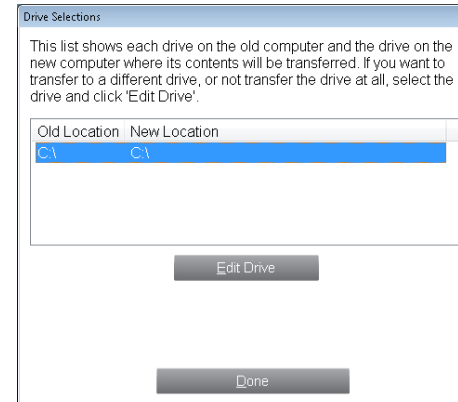 Drive Selections
This list shows each drive on the old computer and the drive on the
new computer where its contents will be transferred. If you want to
transfer to a different drive, or not transfer the drive at all, select the
drive and click 'Edit Drive'.
Old Location New Location
C:\ C:\
Edit Drive
Done